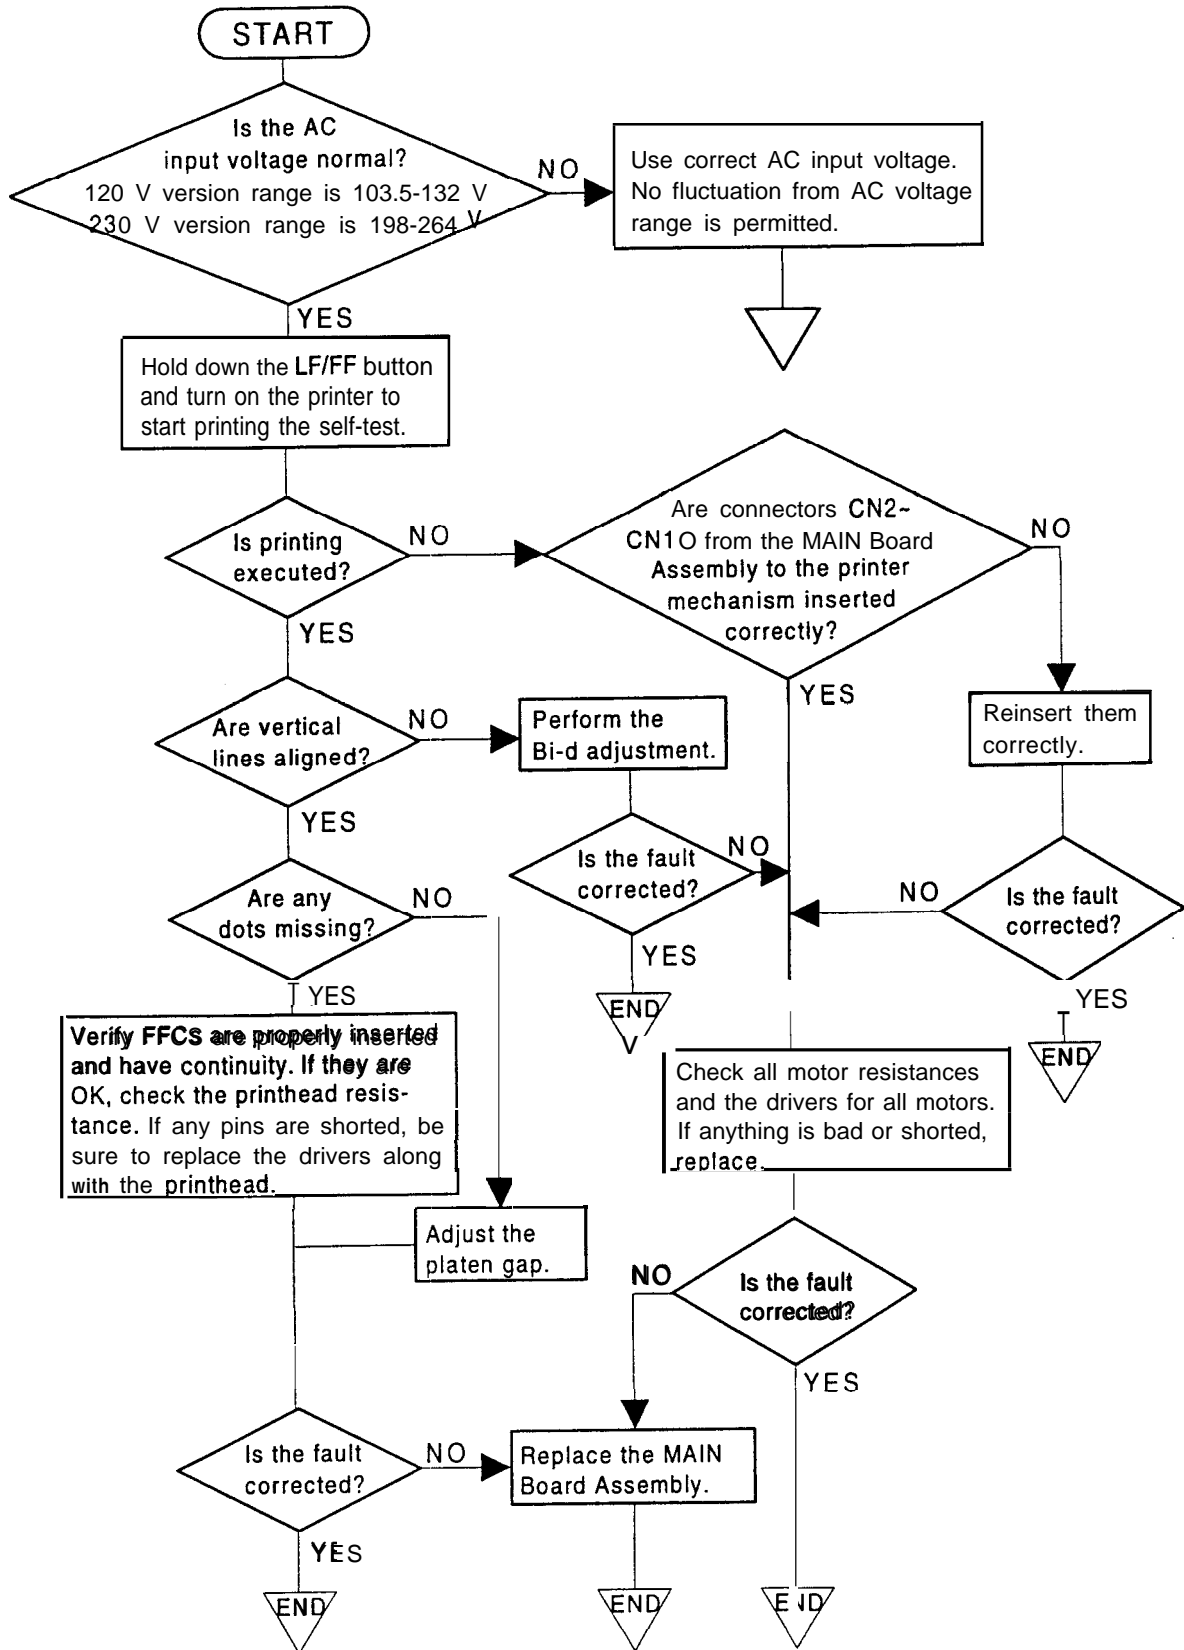 START
Is the AC
input voltage normal?
120 V version range is 103.5-132 V
230 V version range is 198-264 V
NO
Use correct AC input voltage.
No fluctuation from AC voltage
range is permitted.
YES
Hold down the LF/FF button
and turn on the printer to
start printing the self-test.
Is printing
executed?
NO
Are connectors CN2~
CN1O from the MAIN Board
Assembly to the printer
mechanism inserted
correctly?
NO
YES
YES
Reinsert them
correctly.
Are vertical
lines aligned?
NO
Perform the
Bi-d adjustment.
YES
Is the fault
corrected?
NO
Are any
dots missing?
NO
NO
Is the fault
corrected?
YES
END
YES
YES
END
Verify FFCs are properly inserted
and have continuity. If they are
OK, check the printhead resis-
tance. If any pins are shorted, be
sure to replace the drivers along
with the printhead.
Check all motor resistances
and the drivers for all motors.
If anything is bad or shorted,
replace.
Adjust the
platen gap.
NO
Is the fault
corrected?
YES
Is the fault
corrected?
NO
Replace the MAIN
Board Assembly.
YES
END
END
END